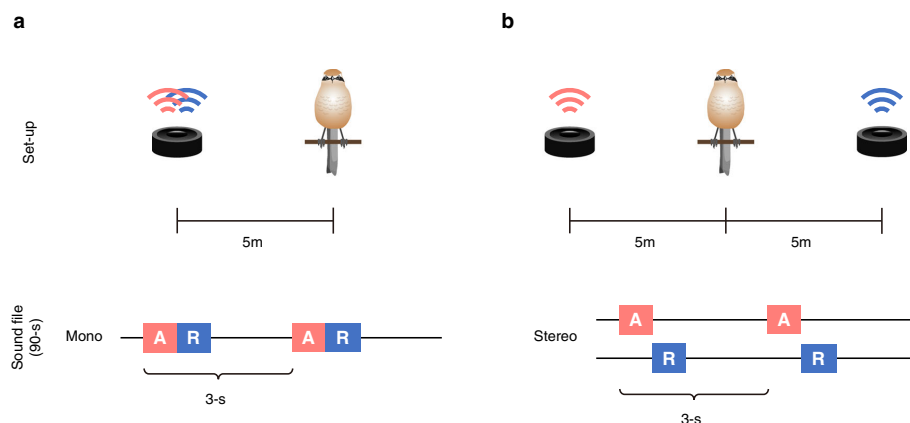 a
Set-up
5m
Sound file
(90-s)
Mono
A R A R
3-s
b
5m 5m
Stereo
A A
R R
3-s